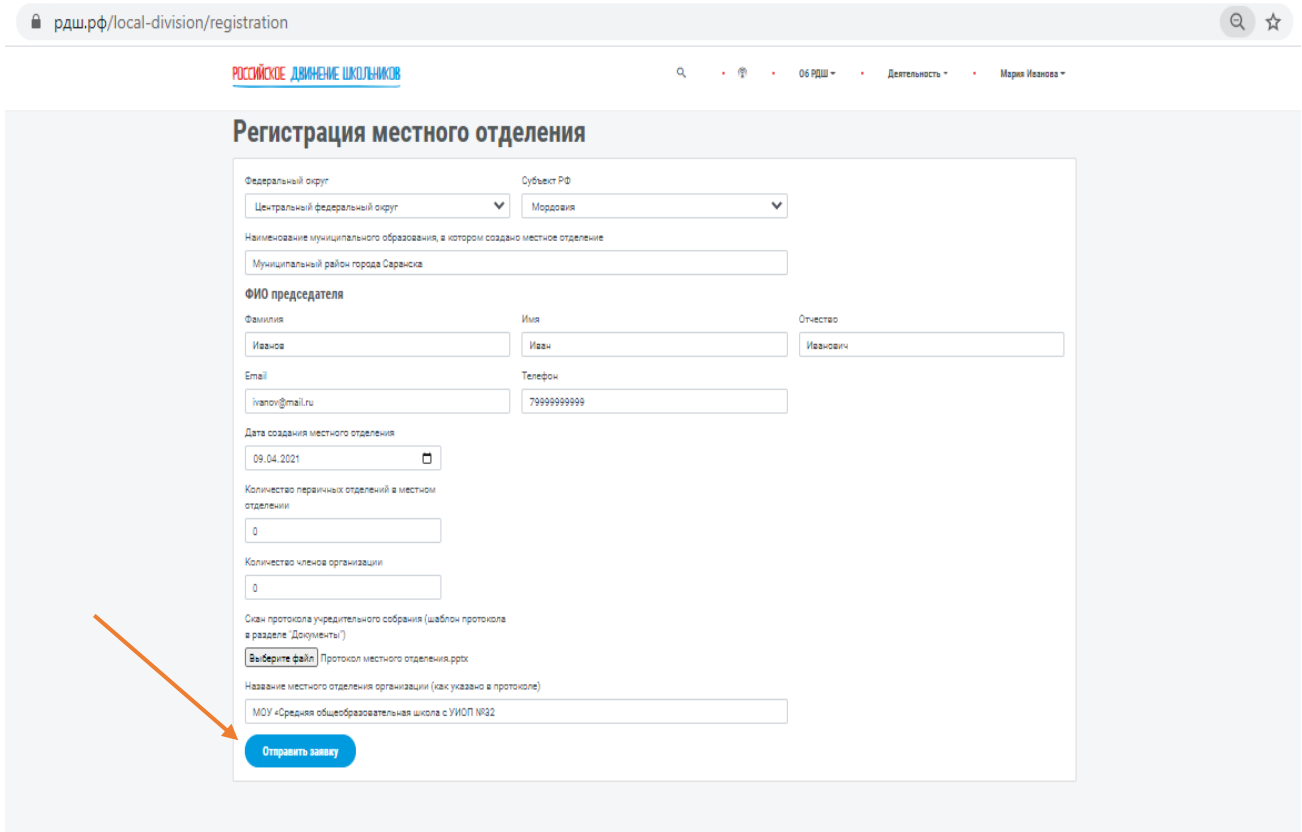 рдш.рф/local-division/registration
РОССИЙСКОЕ ДВИЖЕНИЕ ШКОЛЬНИКОВ
Об РДШ
Деятельность
Мария Иванова
Регистрация местного отделения
Федеральный округ
Субъект РФ
Центральный федеральный округ
Мордовия
Наименование муниципального образования, в котором создано местное отделение
Муниципальный район города Саранска
ФИО председателя
Фамилия
Имя
Отчество
Иванов
Иван
Иванович
Email
Телефон
ivanov@mail.ru
79999999999
Дата создания местного отделения
09.04.2021
Количество первичных отделений в местном
отделении
0
Количество членов организации
0
Скан протокола учредительного собрания (шаблон протокола
в разделе "Документы")
Выберите файл Протокол местного отделения.pptx
Название местного отделения организации (как указано в протоколе)
МОУ «Средняя общеобразовательная школа с УИОП №32
Отправить заявку